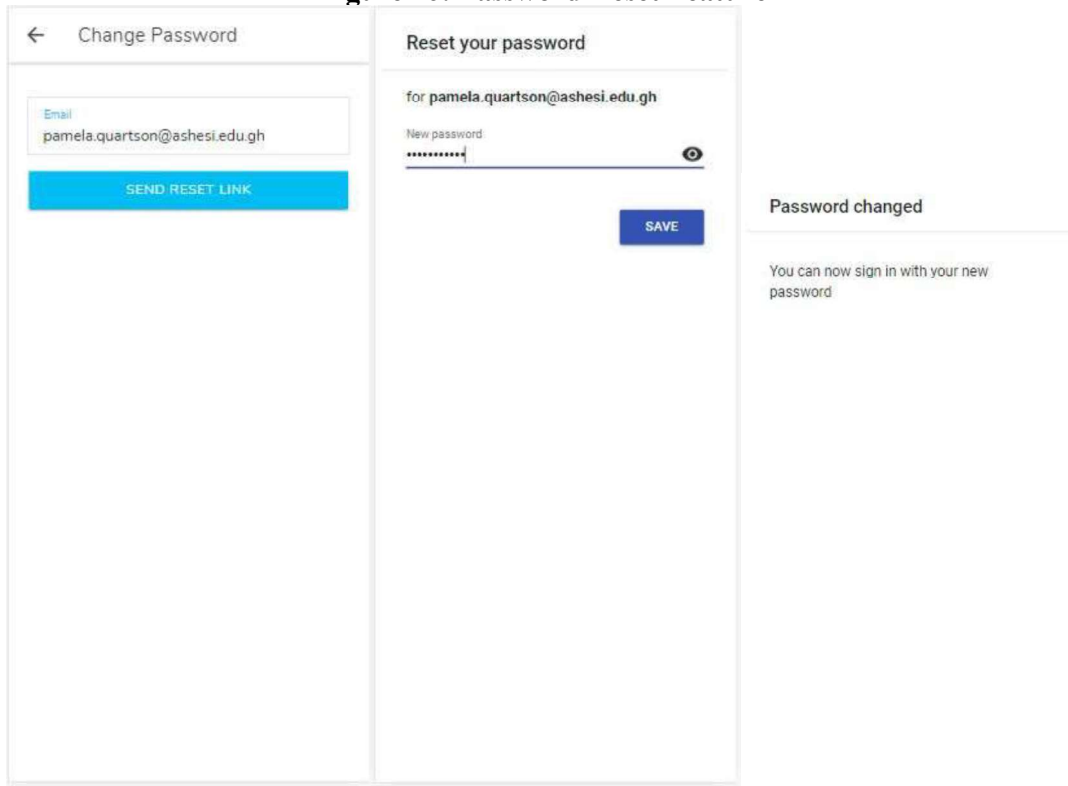 Change Password
Email
pamela.quartson@ashesi.edu.gh
SEND RESET LINK
Reset your password
for pamela.quartson@ashesi.edu.gh
New password
•••••••••••
SAVE
Password changed
You can now sign in with your new
password